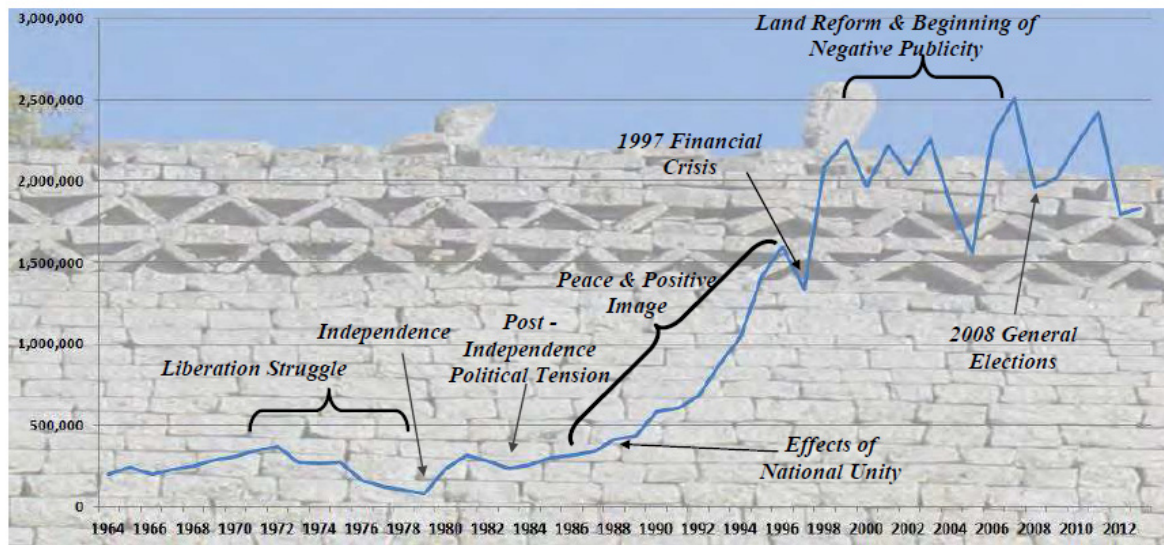 3,000,000
2,500,000
2,000,000
1,500,000
1,000,000
500,000
0
Land Reform & Beginning of
Negative Publicity
1997 Financial
Crisis
Peace & Positive
Image
Independence
Post -
Independence
Political Tension
Liberation Struggle
2008 General
Elections
Effects of
National Unity
1964 1966 1968 1970 1972 1974 1976 1978 1980 1982 1984 1986 1988 1990 1992 1994 1996 1998 2000 2002 2004 2006 2008 2010 2012